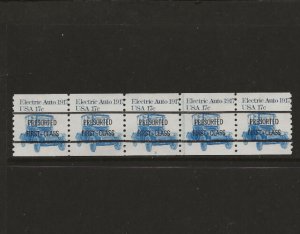 Electric Auto 1917 Electric Auto 1917 Electric Auto 1917 Electric Auto 1917 Electric Auto 1917
USA 17c USA 17c USA 17c USA 17c USA 17c
PRESORTED PRESORTED PRESORTED PRESORTED PRESORTED
FIRST-CLASS FIRST-CLASS FIRST-CLASS FIRST-CLASS FIRST-CLASS